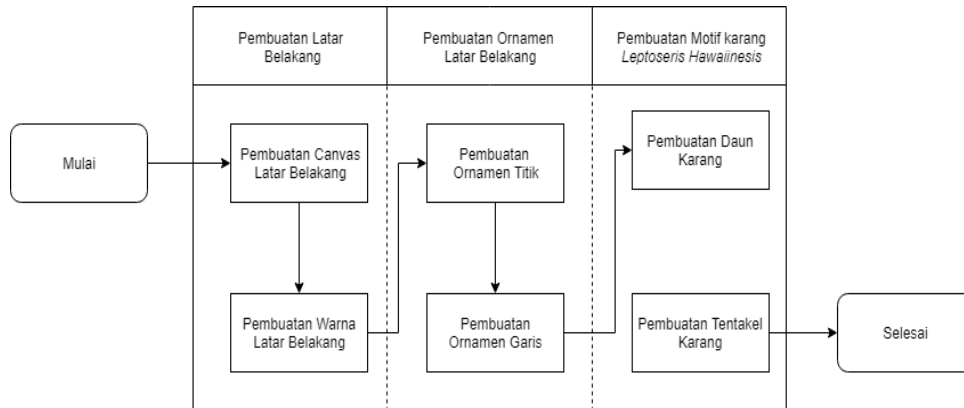 Pembuatan Latar
Belakang
Pembuatan Ornamen
Latar Belakang
Pembuatan Motif karang
Leptoseris Hawaiinesis
Mulai
Pembuatan Canvas
Latar Belakang
Pembuatan
Ornamen Titik
Pembuatan Daun
Karang
Pembuatan Warna
Latar Belakang
Pembuatan
Ornamen Garis
Pembuatan Tentakel
Karang
Selesai